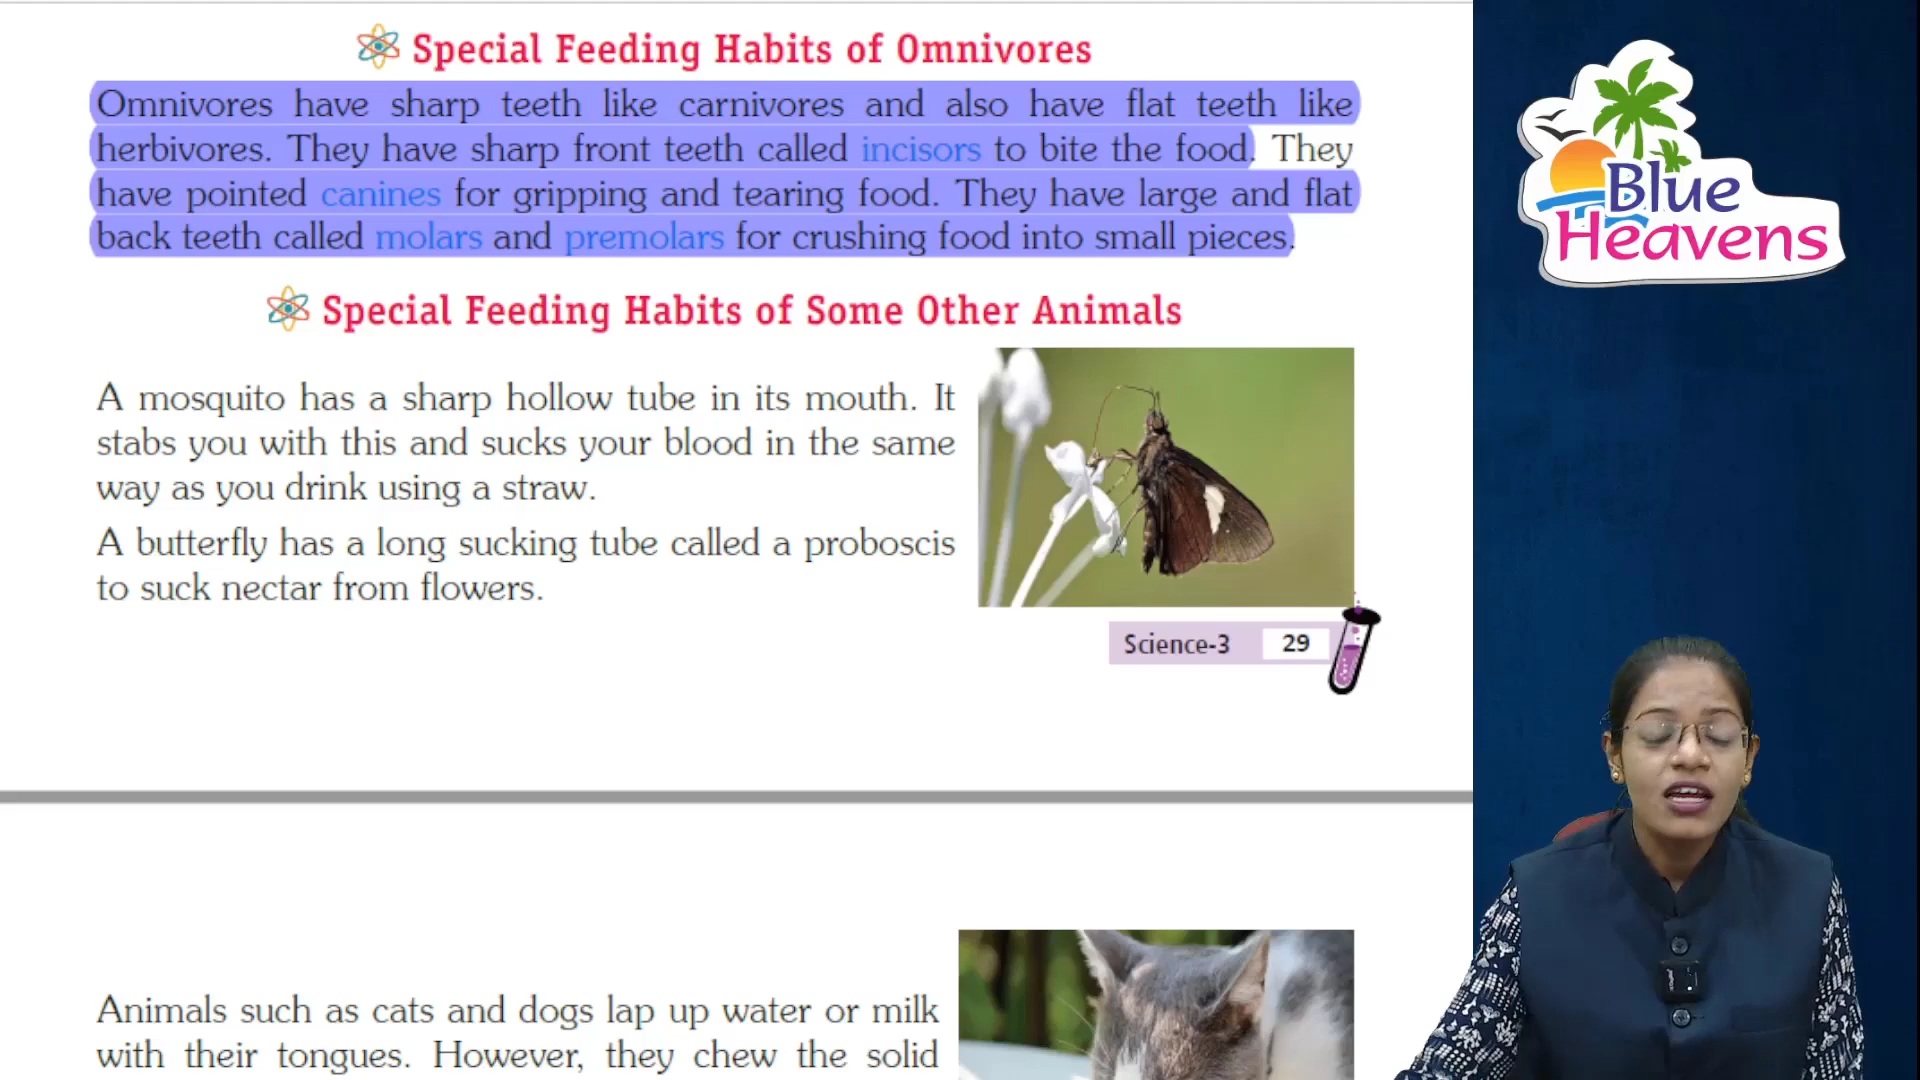 Special Feeding Habits of Omnivores
Omnivores have sharp teeth like carnivores and also have flat teeth like
herbivores. They have sharp front teeth called incisors to bite the food. They
have pointed canines for gripping and tearing food. They have large and flat
back teeth called molars and premolars for crushing food into small pieces.
Special Feeding Habits of Some Other Animals
A mosquito has a sharp hollow tube in its mouth. It
stabs you with this and sucks your blood in the same
way as you drink using a straw.
A butterfly has a long sucking tube called a proboscis
to suck nectar from flowers.
Science-3 29
Animals such as cats and dogs lap up water or milk
with their tongues. However, they chew the solid
Blue
Heavens